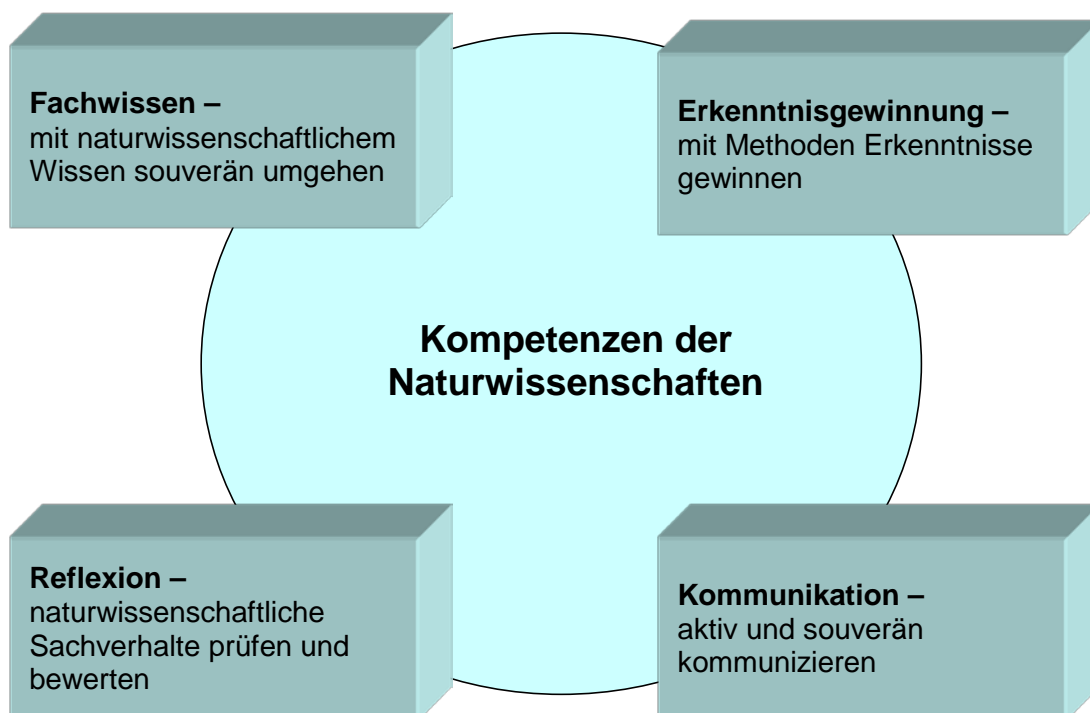 Fachwissen –
mit naturwissenschaftlichem
Wissen souverän umgehen
Erkenntnisgewinnung –
mit Methoden Erkenntnisse
gewinnen
Kompetenzen der
Naturwissenschaften
Reflexion –
naturwissenschaftliche
Sachverhalte prüfen und
bewerten
Kommunikation –
aktiv und souverän
kommunizieren